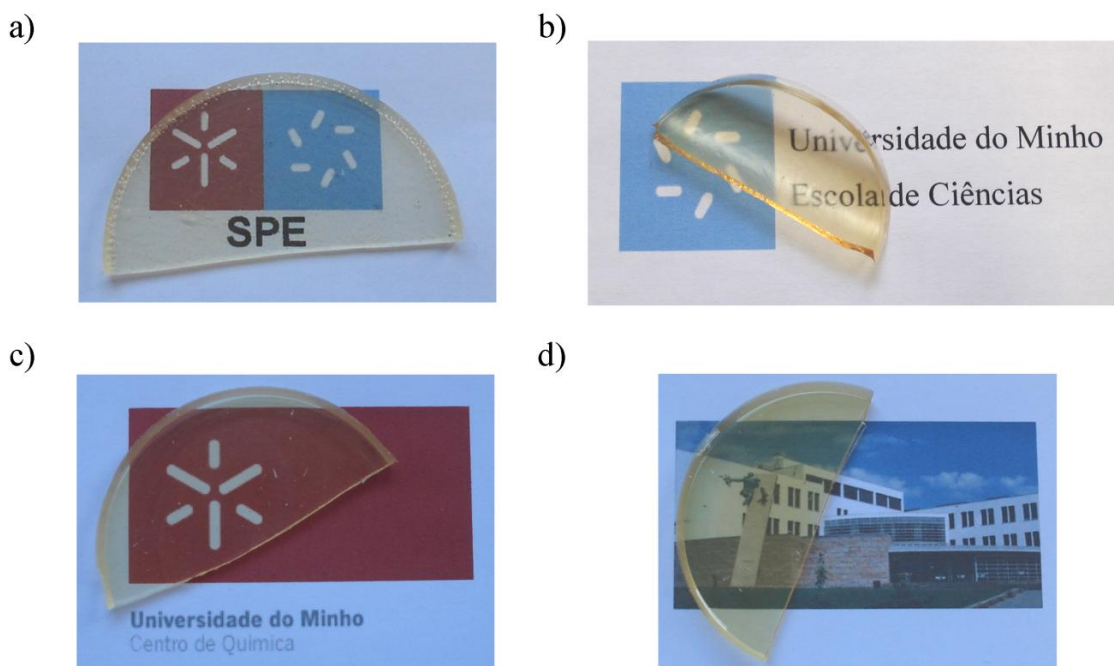 a)
SPE
b)
Universidade do Minho
Escola de Ciências
c)
Universidade do Minho
Centro de Química
d)